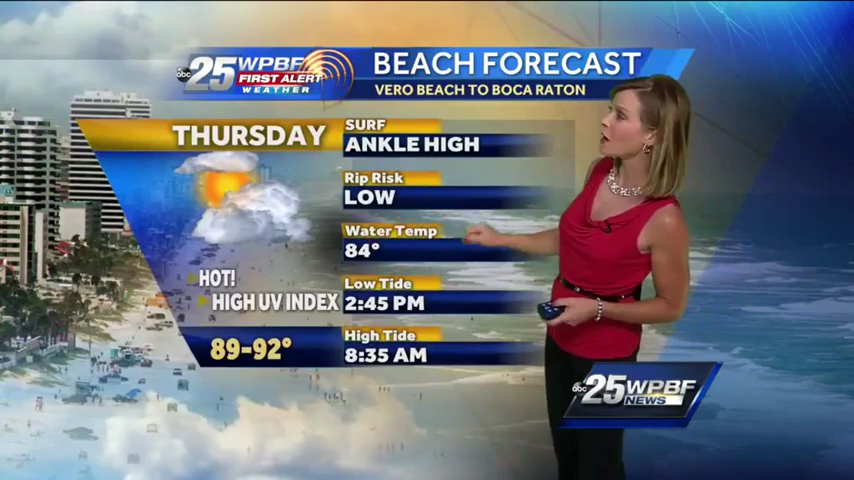 abc 25 WPBF
FIRST ALERT
WEATHER
BEACH FORECAST
VERO BEACH TO BOCA RATON
THURSDAY
SURF
ANKLE HIGH
Rip Risk
LOW
Water Temp
84°
HOT!
HIGH UV INDEX
Low Tide
2:45 PM
89-92°
High Tide
8:35 AM
abc 25 WPBF
NEWS